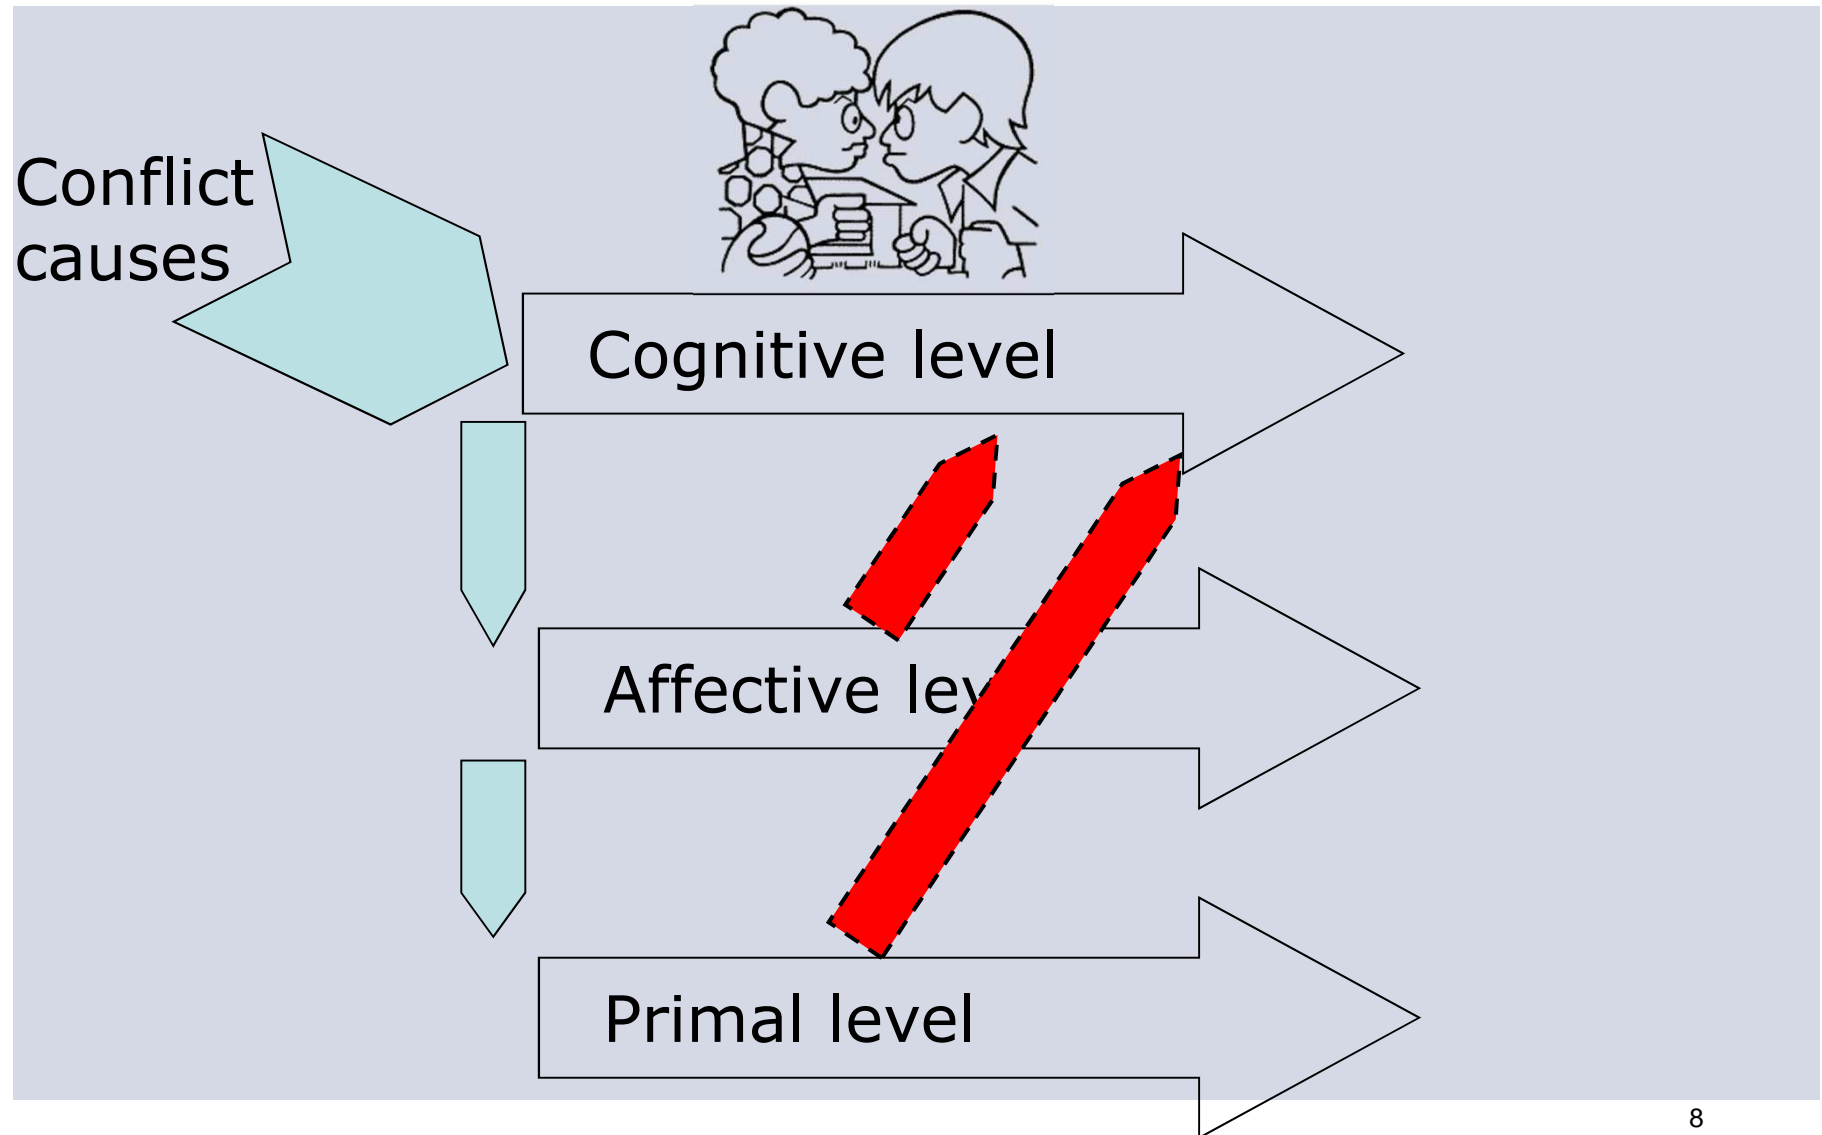 Conflict
causes
Cognitive level
Affective lev
Primal level
8